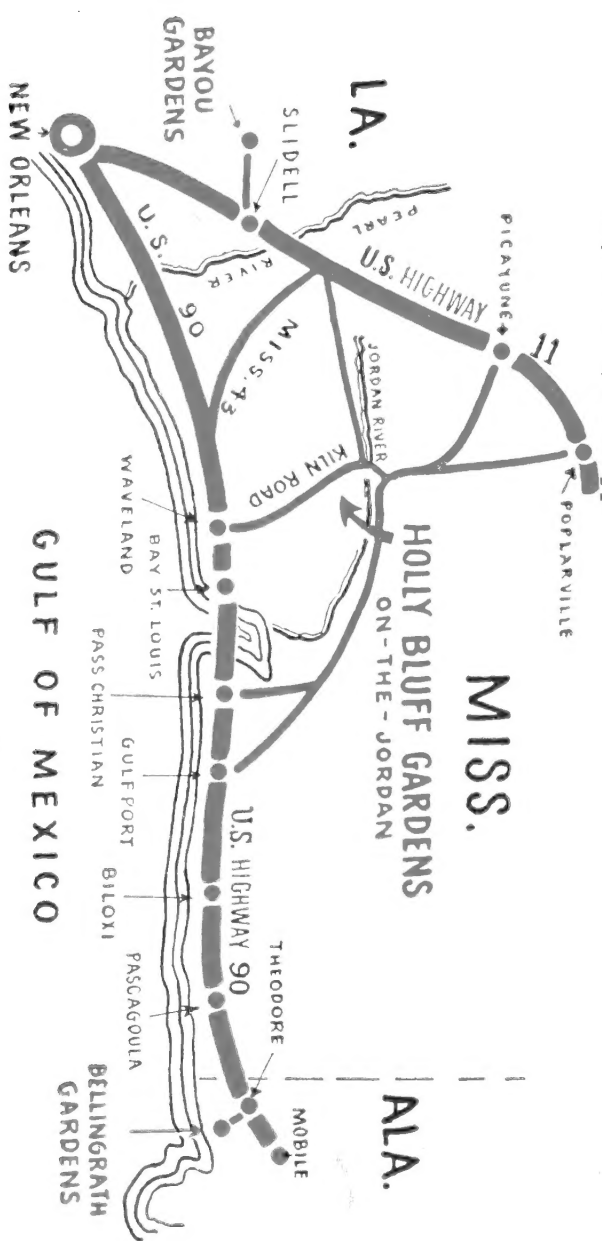 LA.
MISS.
ALA.
BAYOU
GARDENS
SLIDELL
NEW ORLEANS
PEARL
RIVER
U.S. HIGHWAY
11
PICAYUNE
POPLARVILLE
U.S. 90
MISS. 43
JORDAN RIVER
KILN ROAD
HOLLY BLUFF GARDENS
ON-THE-JORDAN
WAVELAND
BAY ST. LOUIS
PASS CHRISTIAN
GULFPORT
BILOXI
PASCAGOULA
U.S. HIGHWAY 90
THEODORE
MOBILE
BELLINGRATH
GARDENS
GULF OF MEXICO